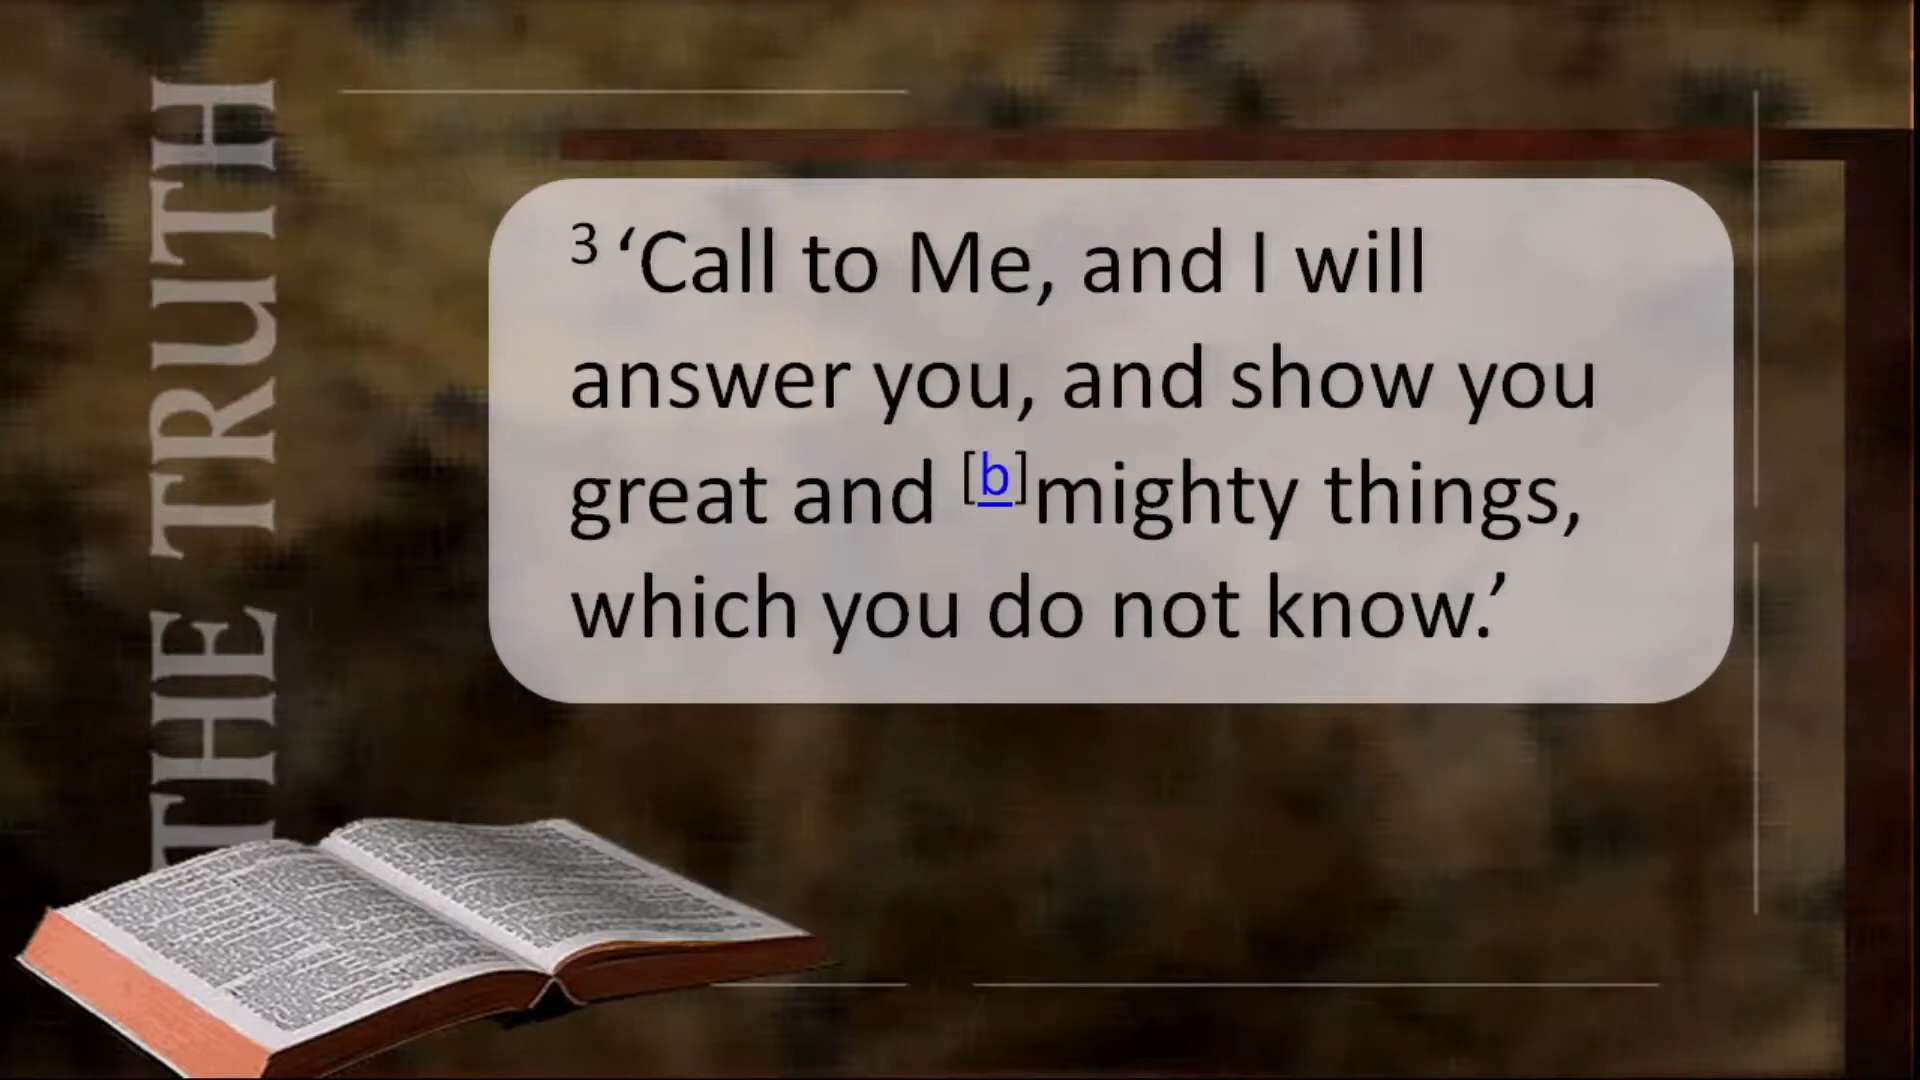 THE TRUTH
3 ‘Call to Me, and I will
answer you, and show you
great and [b]mighty things,
which you do not know.’